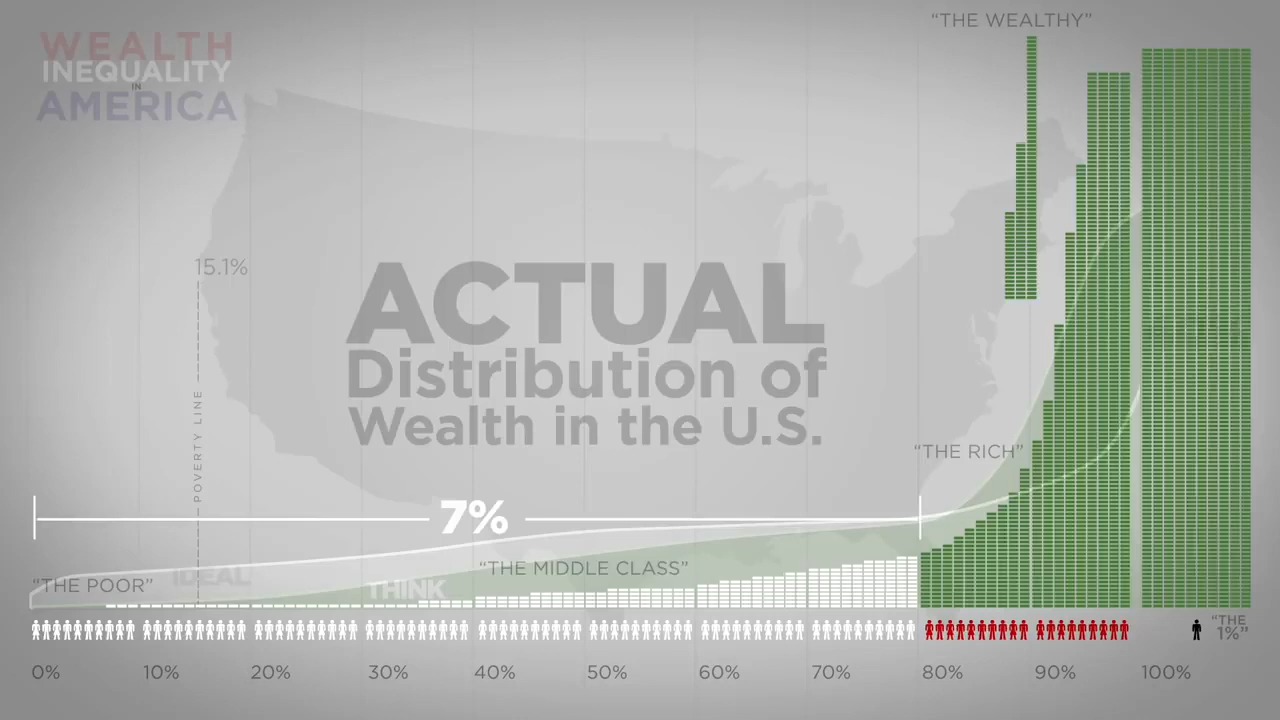 WEALTH
INEQUALITY
IN
AMERICA
"THE WEALTHY"
15.1%
POVERTY LINE
ACTUAL
Distribution of
Wealth in the U.S.
"THE RICH"
7%
"THE POOR"
IDEAL
THINK
"THE MIDDLE CLASS"
"THE
1%"
0% 10% 20% 30% 40% 50% 60% 70% 80% 90% 100%